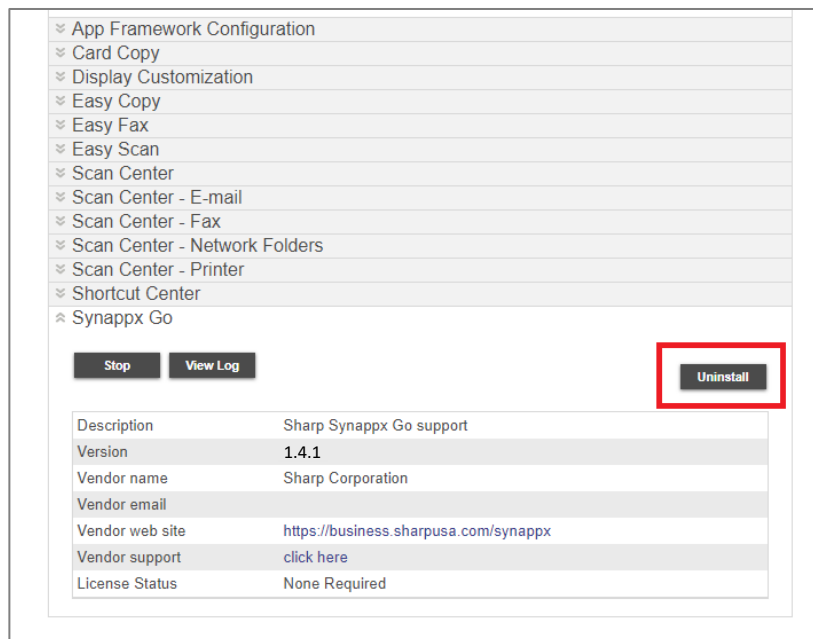 App Framework Configuration
Card Copy
Display Customization
Easy Copy
Easy Fax
Easy Scan
Scan Center
Scan Center - E-mail
Scan Center - Fax
Scan Center - Network Folders
Scan Center - Printer
Shortcut Center
Synappx Go
Stop View Log Uninstall
Description Sharp Synappx Go support
Version 1.4.1
Vendor name Sharp Corporation
Vendor email
Vendor web site https://business.sharpusa.com/synappx
Vendor support click here
License Status None Required